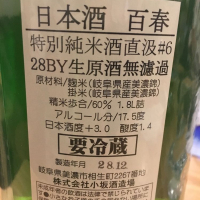 日本酒 百春
特別純米酒直汲#6
28BY生原酒無濾過
原材料/麹米(岐阜県産美濃錦)
掛米(岐阜県産美濃錦)
精米歩合/60% 1.8L詰
アルコール分/17.5度
日本酒度+3.0 酸度1.4
要冷蔵
製造年月 28.12
岐阜県美濃市相生町2267番地
株式会社小坂酒造場